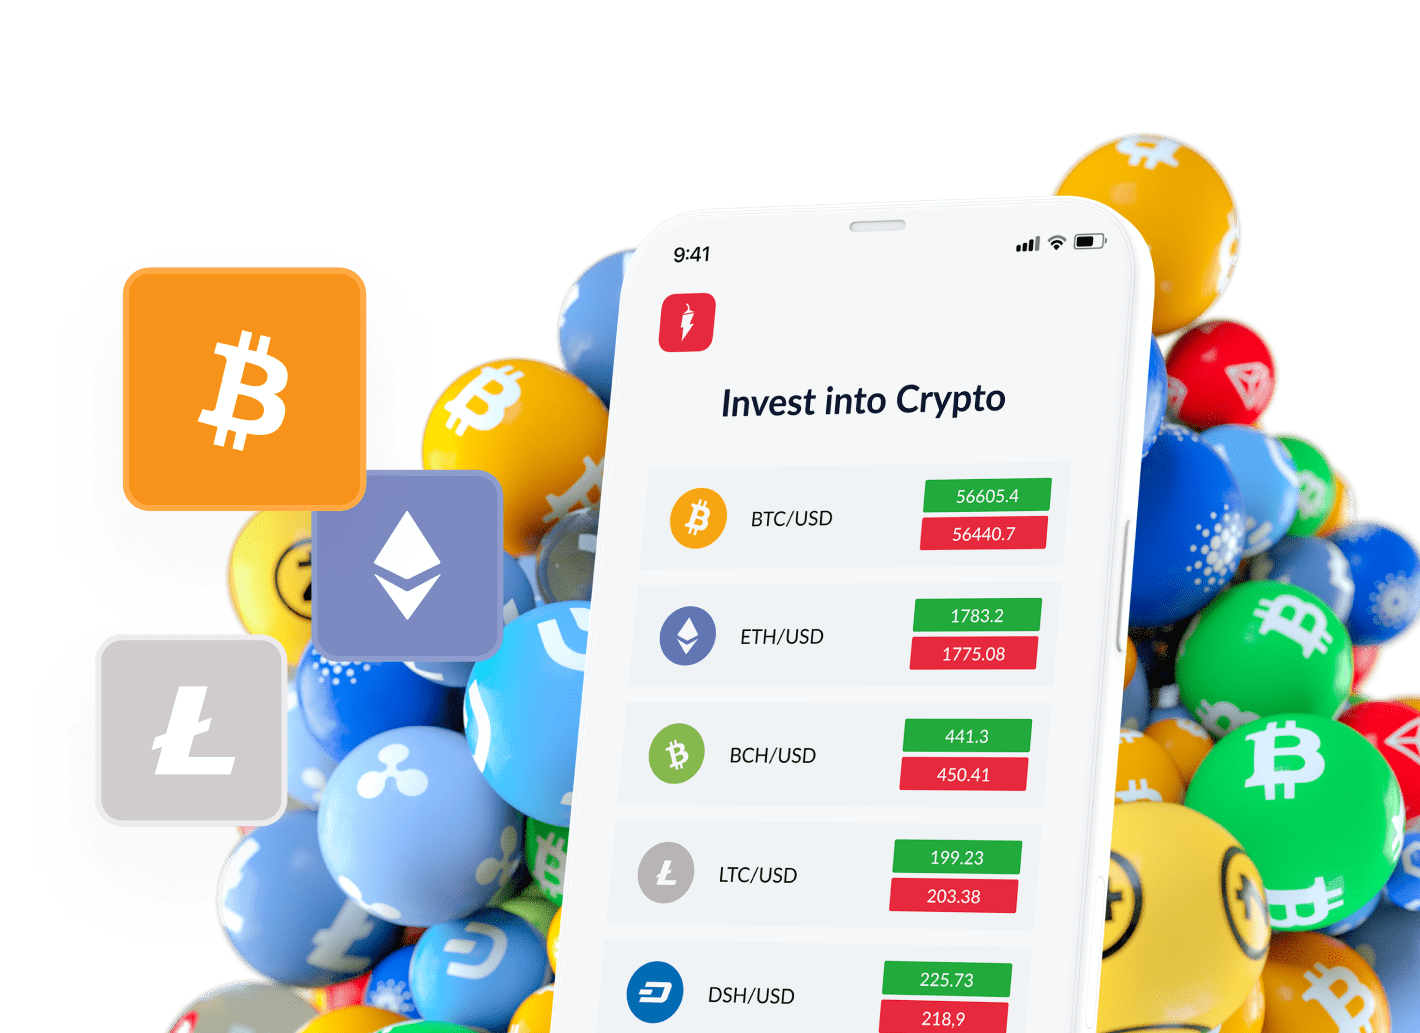 9:41
Invest into Crypto
BTC/USD
56605.4
56440.7
ETH/USD
1783.2
1775.08
BCH/USD
441.3
450.41
LTC/USD
199.23
203.38
DSH/USD
225.73
218,9